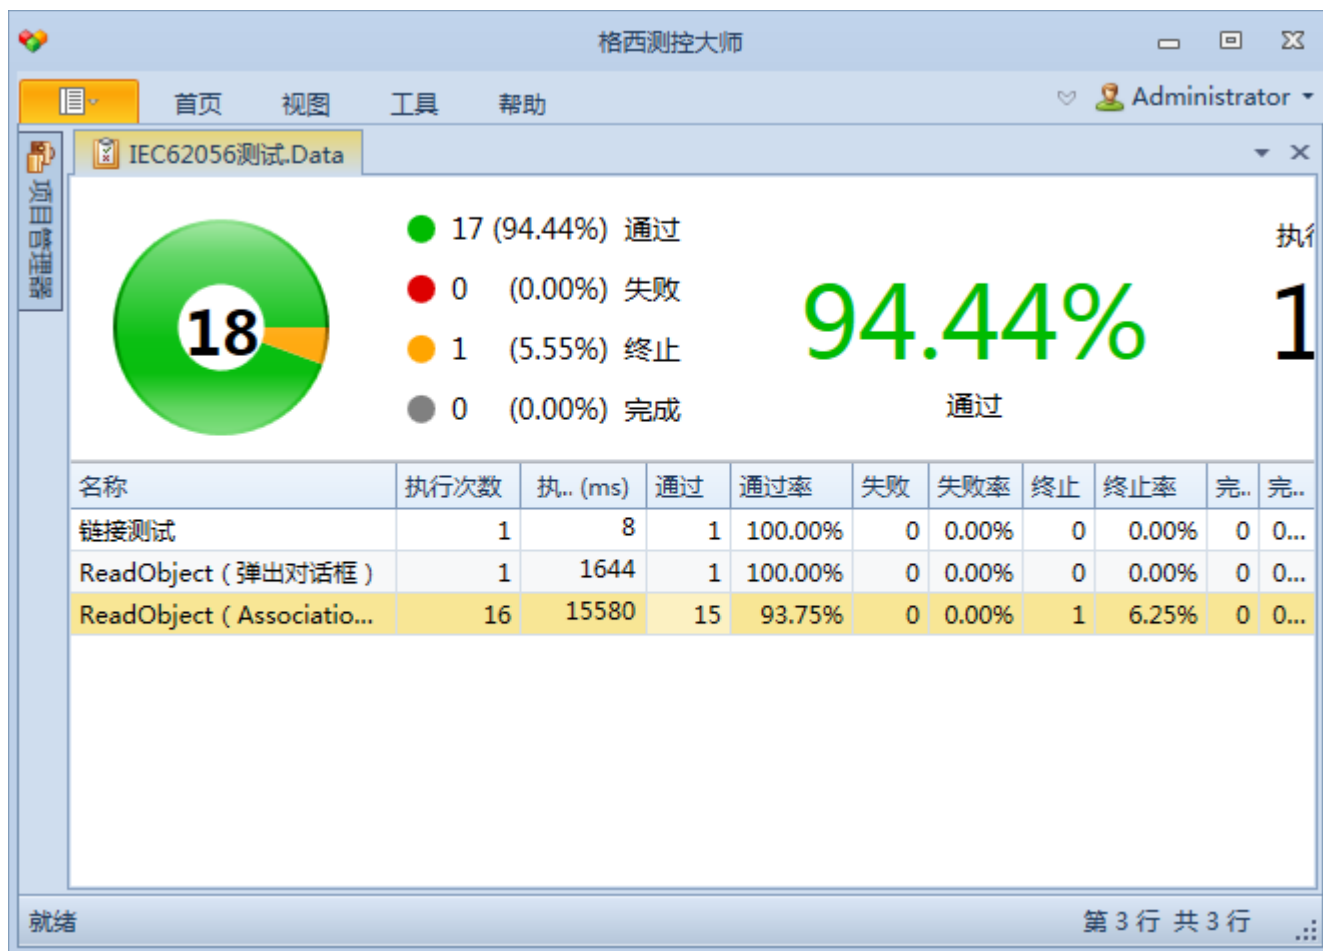 格西测控大师
首页 视图 工具 帮助 Administrator
项目管理器
IEC62056测试.Data
18
17 (94.44%) 通过
0 (0.00%) 失败
1 (5.55%) 终止
0 (0.00%) 完成
94.44%
通过
执行
1
名称 执行次数 执.. (ms) 通过 通过率 失败 失败率 终止 终止率 完.. 完..
链接测试 1 8 1 100.00% 0 0.00% 0 0.00% 0 0...
ReadObject（弹出对话框） 1 1644 1 100.00% 0 0.00% 0 0.00% 0 0...
ReadObject（Associatio... 16 15580 15 93.75% 0 0.00% 1 6.25% 0 0...
就绪 第 3 行 共 3 行